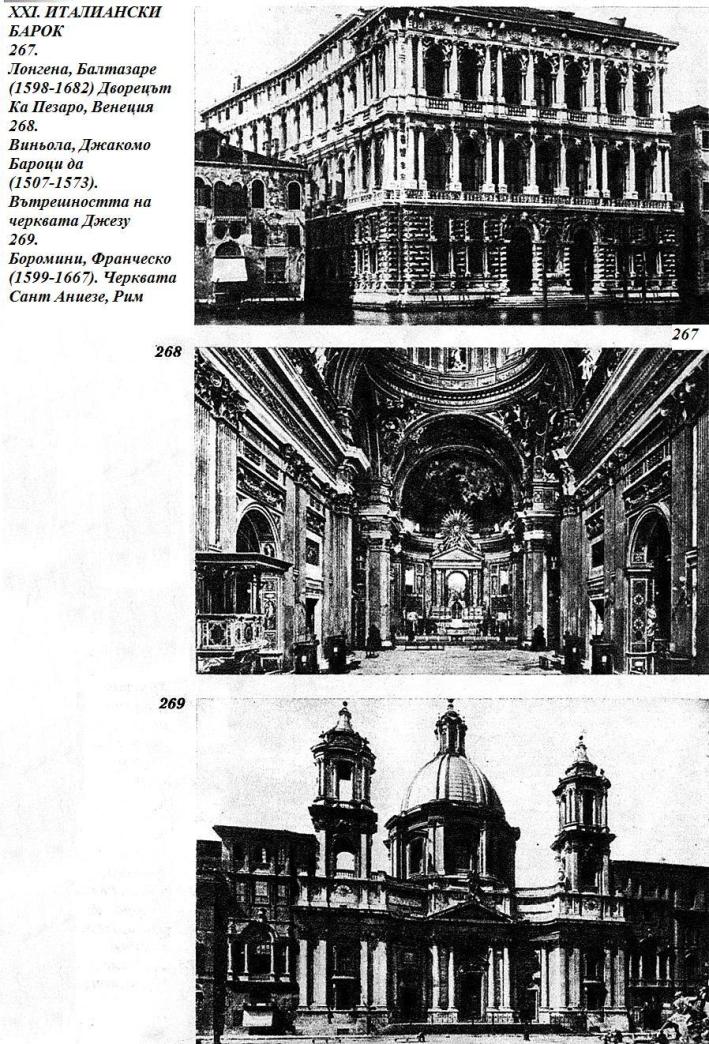 XXI. ИТАЛИАНСКИ
БАРОК
267.
Лонгена, Балтазаре
(1598-1682) Дворецът
Ка Пезаро, Венеция
268.
Виньола, Джакомо
Бароци да
(1507-1573).
Вътрешността на
черквата Джезу
269.
Боромини, Франческо
(1599-1667). Черквата
Сант Аниезе, Рим
267
268
269